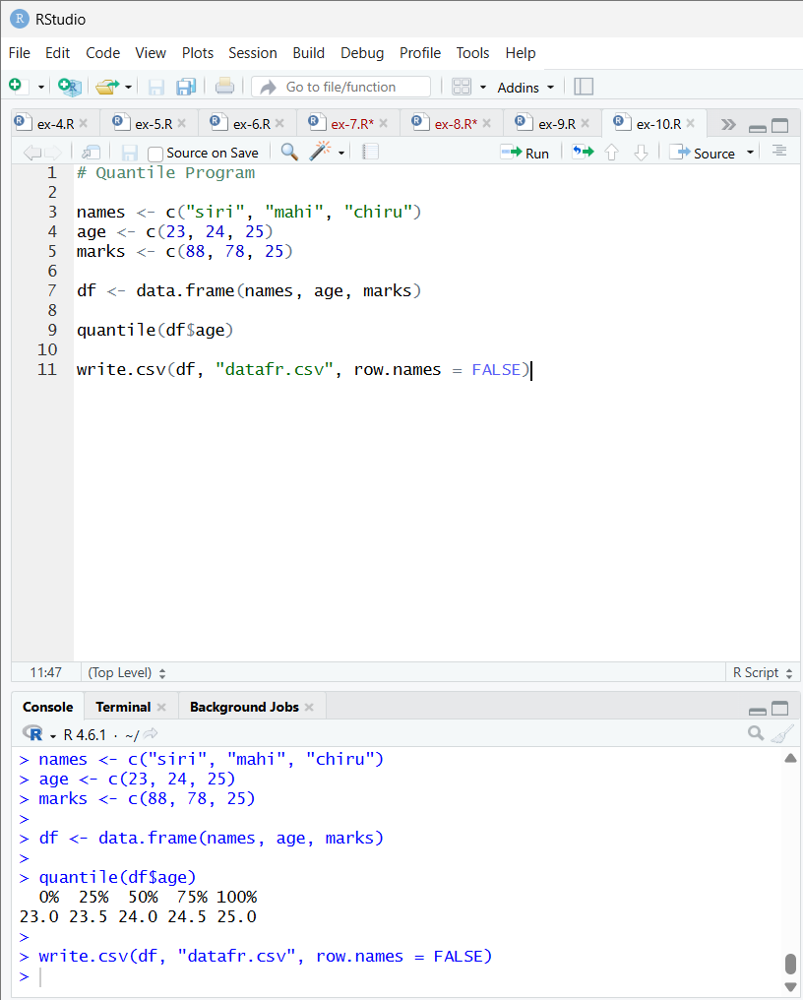 RStudio
File Edit Code View Plots Session Build Debug Profile Tools Help
Go to file/function Addins
ex-4.R ex-5.R ex-6.R ex-7.R* ex-8.R* ex-9.R ex-10.R
Source on Save Run Source
1 # Quantile Program
2
3 names <- c("siri", "mahi", "chiru")
4 age <- c(23, 24, 25)
5 marks <- c(88, 78, 25)
6
7 df <- data.frame(names, age, marks)
8
9 quantile(df$age)
10
11 write.csv(df, "datafr.csv", row.names = FALSE)
11:47 (Top Level) R Script
Console Terminal Background Jobs
R 4.6.1 · ~/
> names <- c("siri", "mahi", "chiru")
> age <- c(23, 24, 25)
> marks <- c(88, 78, 25)
>
> df <- data.frame(names, age, marks)
>
> quantile(df$age)
0% 25% 50% 75% 100%
23.0 23.5 24.0 24.5 25.0
>
> write.csv(df, "datafr.csv", row.names = FALSE)
>